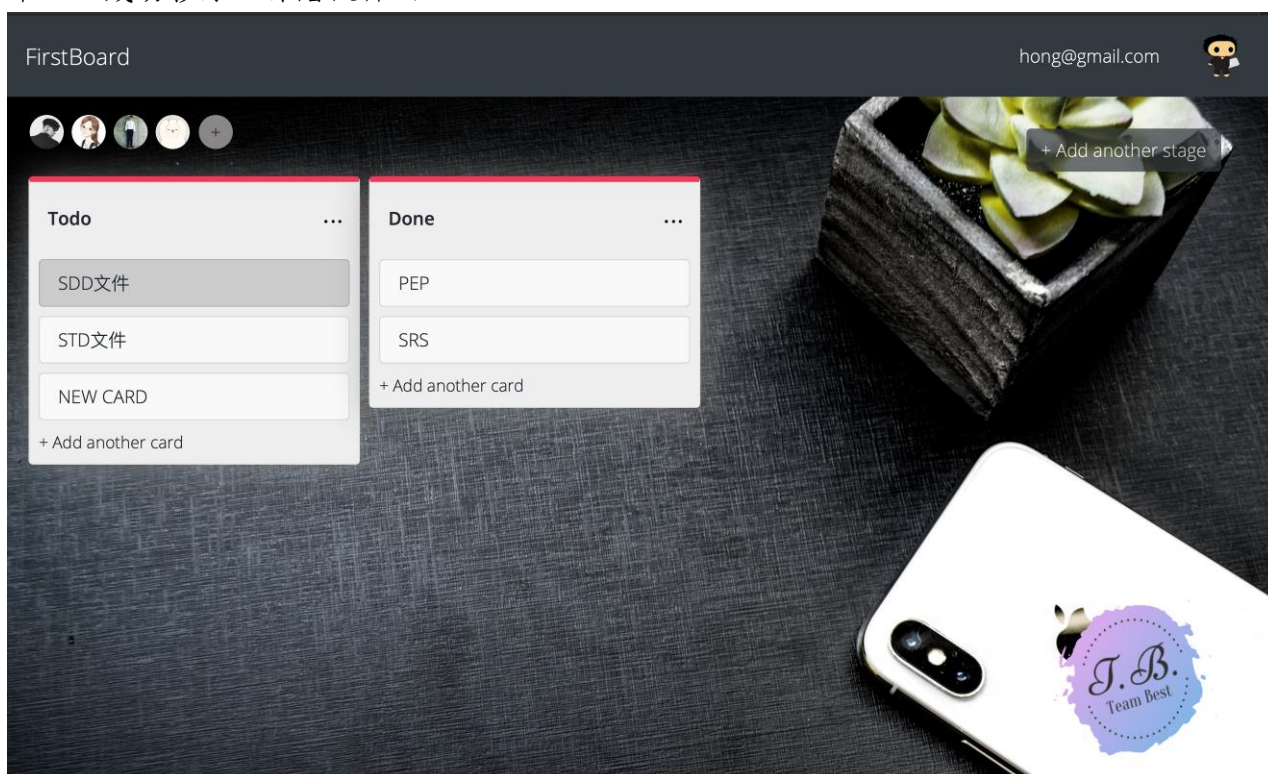 FirstBoard
hong@gmail.com
+
+ Add another stage
Todo
...
Done
...
SDD文件
STD文件
NEW CARD
+ Add another card
PEP
SRS
+ Add another card
T.B.
Team Best